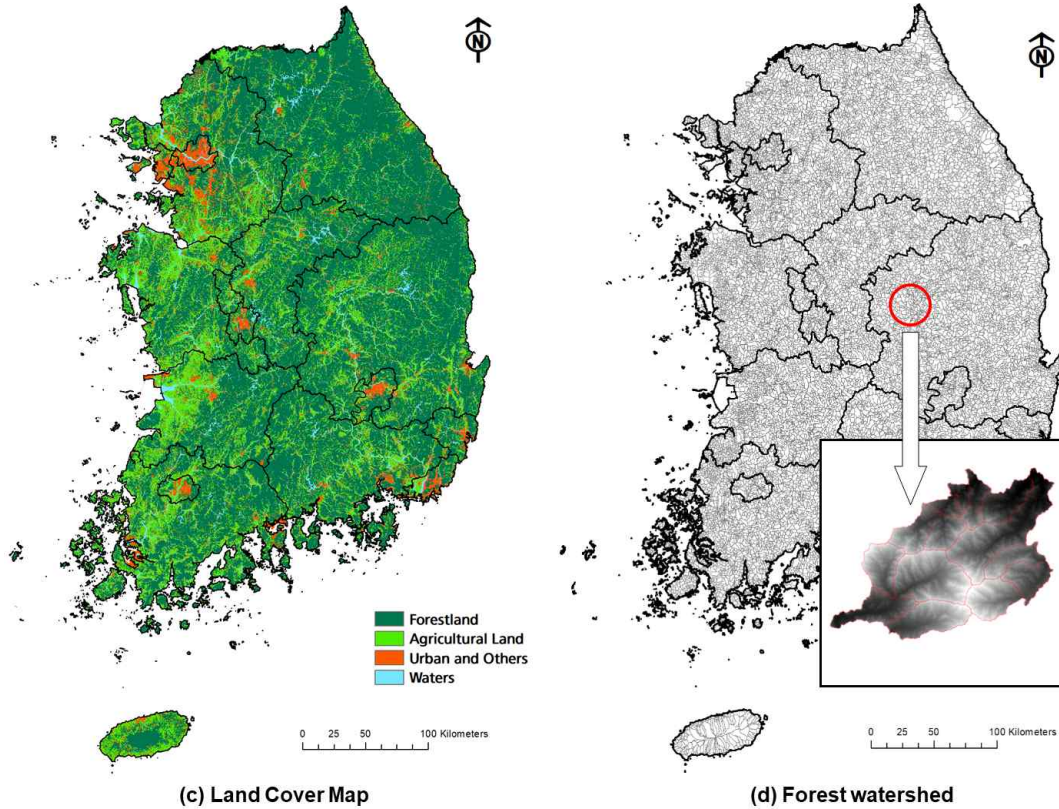 N
N
Forestland
Agricultural Land
Urban and Others
Waters
0 25 50 100 Kilometers
0 25 50 100 Kilometers
(c) Land Cover Map
(d) Forest watershed